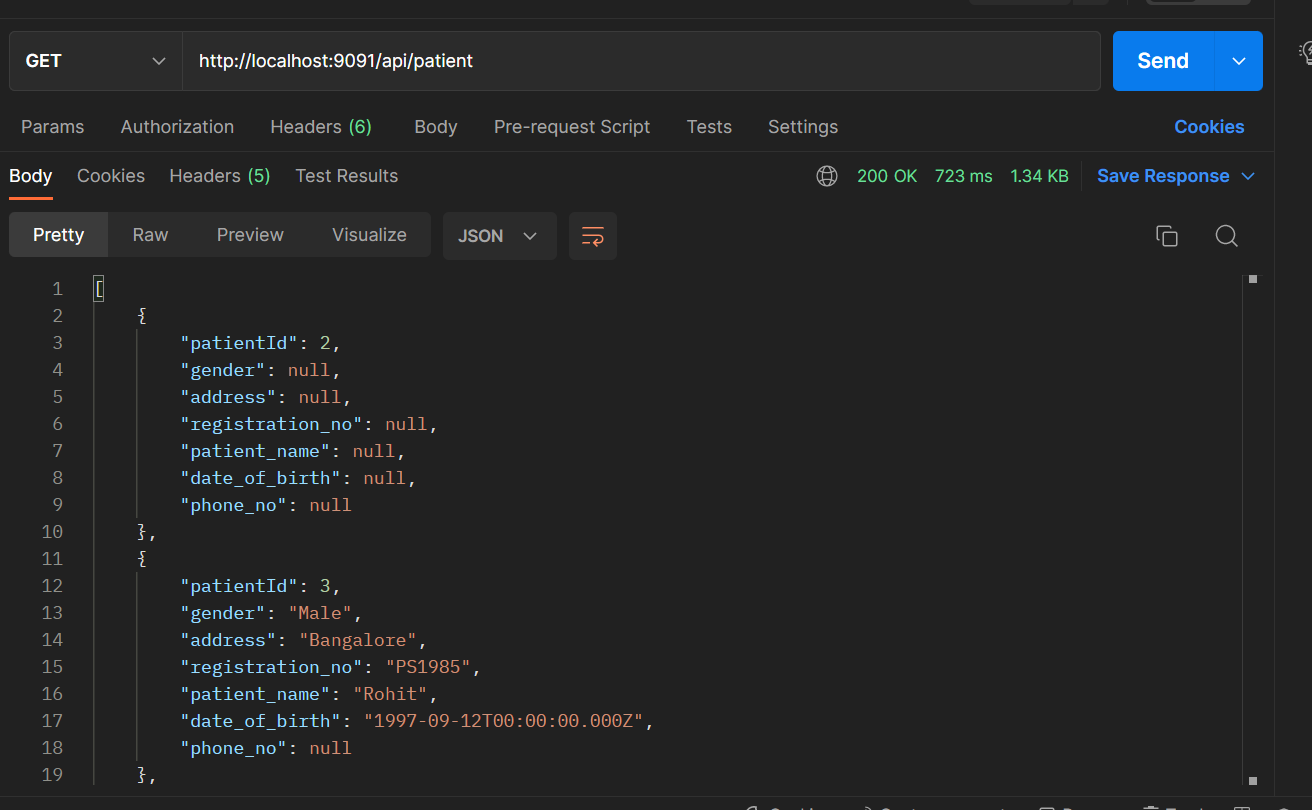 GET http://localhost:9091/api/patient Send
Params Authorization Headers (6) Body Pre-request Script Tests Settings Cookies
Body Cookies Headers (5) Test Results 200 OK 723 ms 1.34 KB Save Response
Pretty Raw Preview Visualize JSON
1 [
2 {
3 "patientId": 2,
4 "gender": null,
5 "address": null,
6 "registration_no": null,
7 "patient_name": null,
8 "date_of_birth": null,
9 "phone_no": null
10 },
11 {
12 "patientId": 3,
13 "gender": "Male",
14 "address": "Bangalore",
15 "registration_no": "PS1985",
16 "patient_name": "Rohit",
17 "date_of_birth": "1997-09-12T00:00:00.000Z",
18 "phone_no": null
19 },